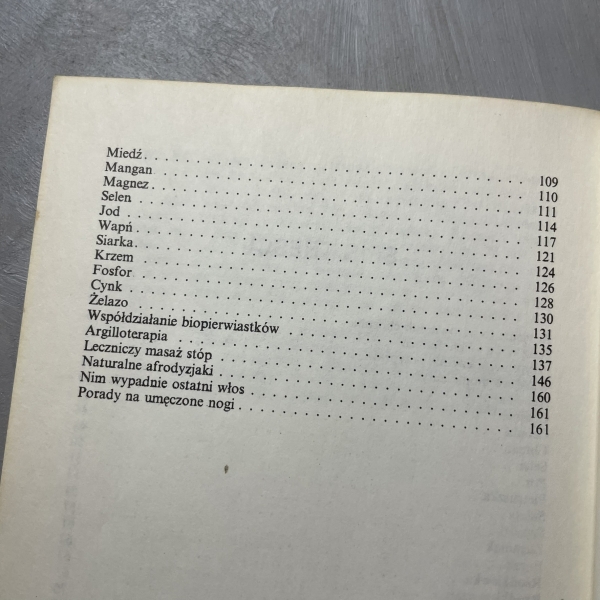 Miedź . . . . . . . . . . 109
Mangan . . . . . . . . . . 110
Magnez . . . . . . . . . . 111
Selen . . . . . . . . . . 114
Jod . . . . . . . . . . 117
Wapń . . . . . . . . . . 121
Siarka . . . . . . . . . . 124
Krzem . . . . . . . . . . 126
Fosfor . . . . . . . . . . 128
Cynk . . . . . . . . . . 130
Żelazo . . . . . . . . . . 131
Współdziałanie biopierwiastków . . . . . . . . . . 135
Argilloterapia . . . . . . . . . . 137
Leczniczy masaż stóp . . . . . . . . . . 146
Naturalne afrodyzjaki . . . . . . . . . . 160
Nim wypadnie ostatni włos . . . . . . . . . . 161
Porady na umęczone nogi . . . . . . . . . . 161